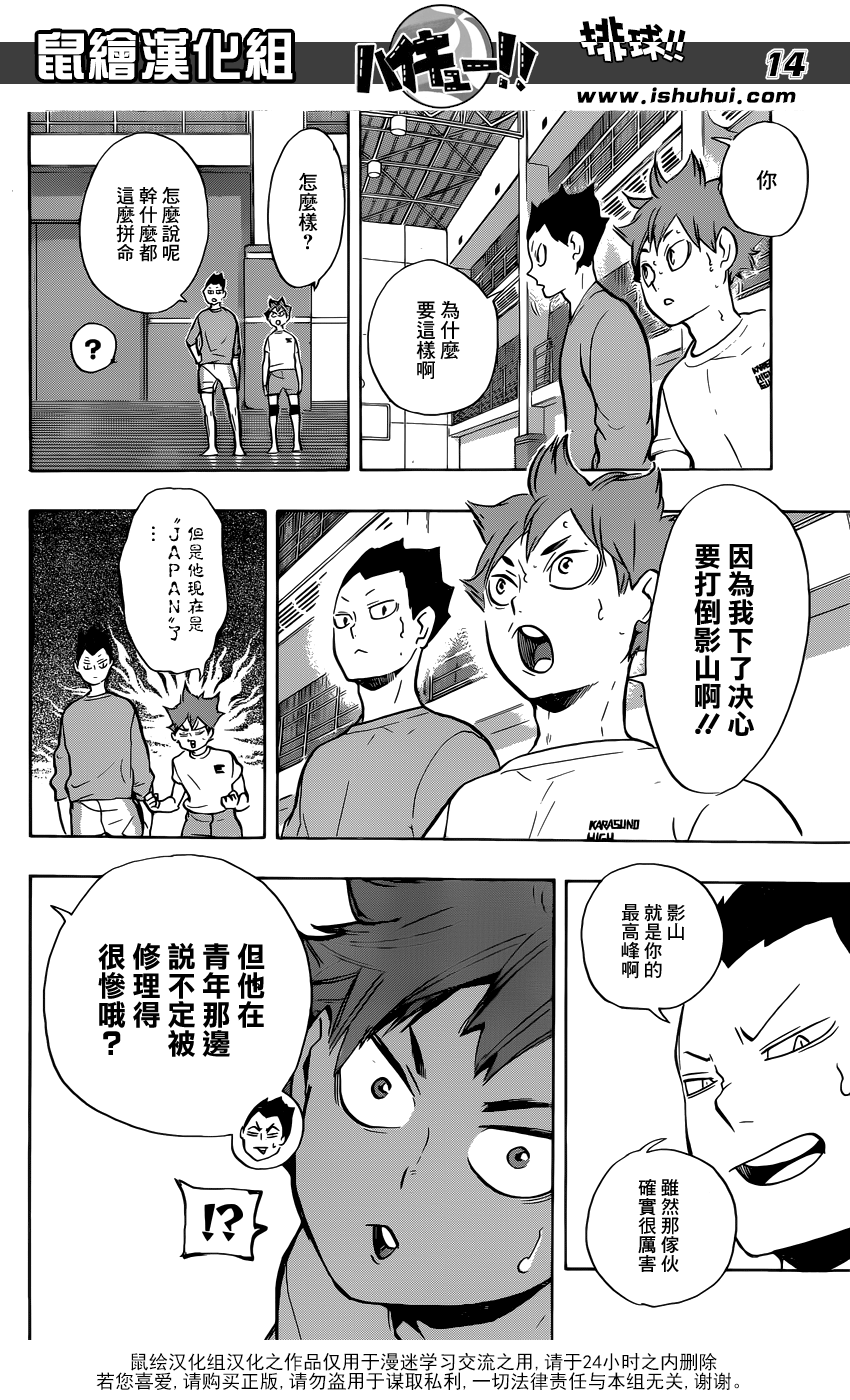 鼠繪漢化組
ハイキュー!!
排球!!
14
www.ishuhui.com
你
為什麼
要這樣啊
怎麼樣?
怎麼說呢
幹什麼都
這麼拼命
?
因為我下了决心
要打倒影山啊!!
KARASUNO
HIGH
但是他現在是
"JAPAN"了
…
影山
就是你的
最高峰啊
雖然那傢伙
確實很厲害
但他在
青年那邊
說不定被
修理得
很慘哦?
!?
鼠绘汉化组汉化之作品仅用于漫迷学习交流之用,请于24小时之内删除
若您喜爱,请购买正版,请勿盗用于谋取私利,一切法律责任与本组无关,谢谢。